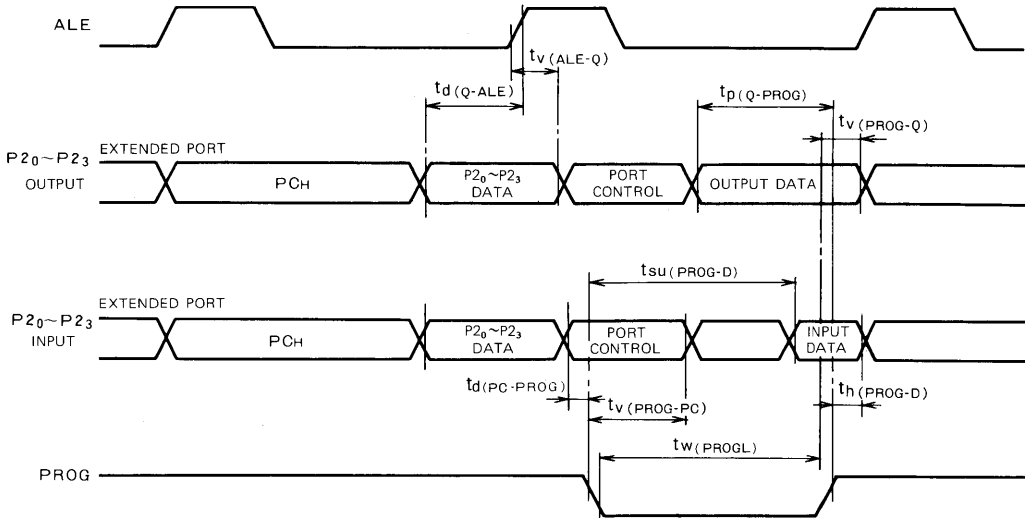 ALE
tv(ALE-Q)
td(Q-ALE)
tp(Q-PROG)
tv(PROG-Q)
EXTENDED PORT
P2₀~P2₃
OUTPUT
PCH
P2₀~P2₃
DATA
PORT
CONTROL
OUTPUT DATA
tsu(PROG-D)
EXTENDED PORT
P2₀~P2₃
INPUT
PCH
P2₀~P2₃
DATA
PORT
CONTROL
INPUT
DATA
td(PC-PROG)
tv(PROG-PC)
th(PROG-D)
tw(PROGL)
PROG